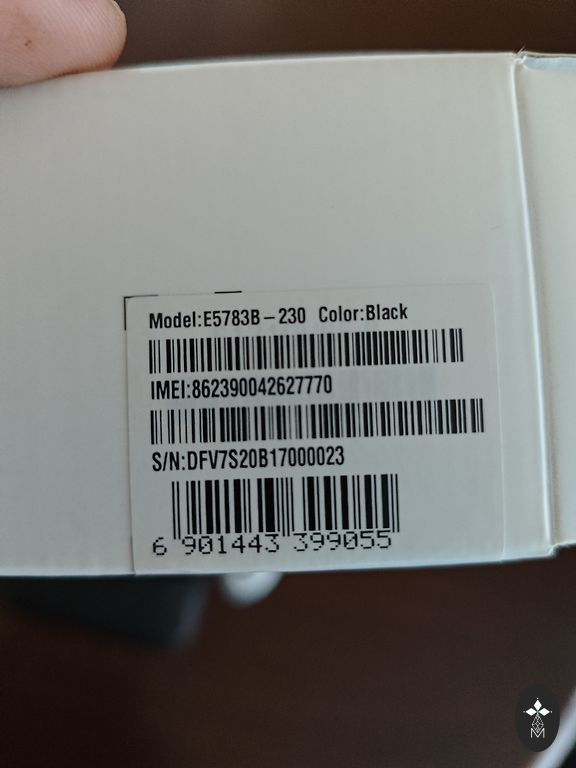 Model:E5783B-230 Color:Black
IMEI:862390042627770
S/N:DFV7S20B17000023
6 901443 399055
M